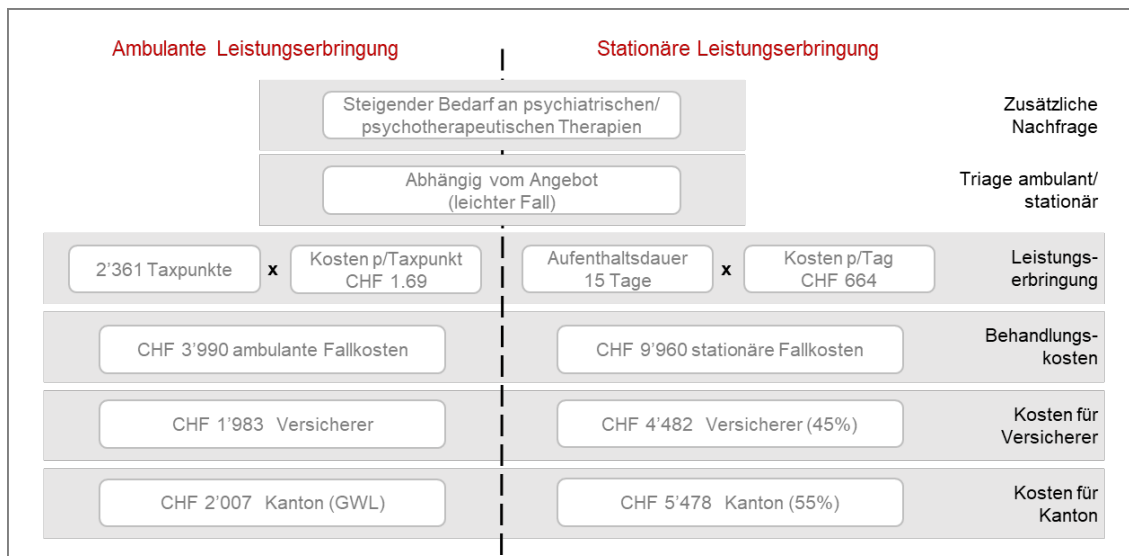 Ambulante Leistungserbringung
Stationäre Leistungserbringung
Steigender Bedarf an psychiatrischen/
psychotherapeutischen Therapien
Zusätzliche
Nachfrage
Abhängig vom Angebot
(leichter Fall)
Triage ambulant/
stationär
2’361 Taxpunkte
x
Kosten p/Taxpunkt
CHF 1.69
Aufenthaltsdauer
15 Tage
x
Kosten p/Tag
CHF 664
Leistungs-
erbringung
CHF 3’990 ambulante Fallkosten
CHF 9’960 stationäre Fallkosten
Behandlungs-
kosten
CHF 1’983 Versicherer
CHF 4’482 Versicherer (45%)
Kosten für
Versicherer
CHF 2’007 Kanton (GWL)
CHF 5’478 Kanton (55%)
Kosten für
Kanton